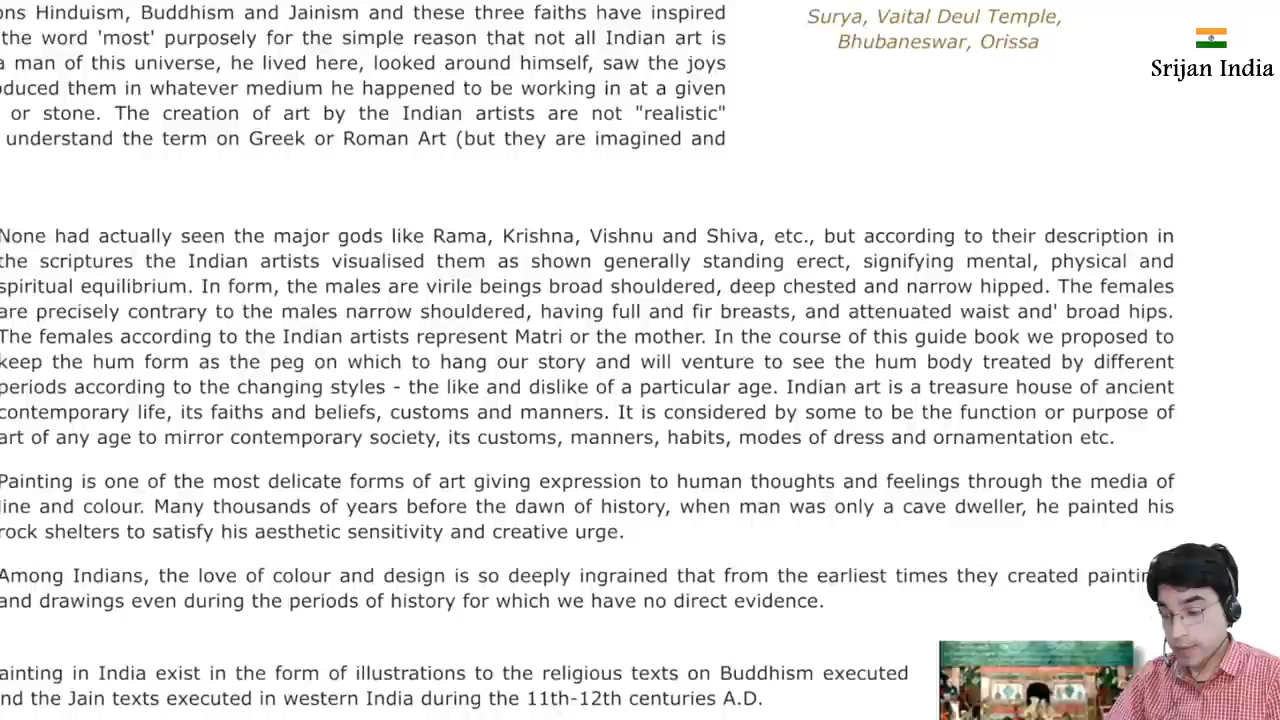 ons Hinduism, Buddhism and Jainism and these three faiths have inspired
the word 'most' purposely for the simple reason that not all Indian art is
a man of this universe, he lived here, looked around himself, saw the joys
oduced them in whatever medium he happened to be working in at a given
or stone. The creation of art by the Indian artists are not "realistic"
understand the term on Greek or Roman Art (but they are imagined and
Surya, Vaital Deul Temple,
Bhubaneswar, Orissa
Srijan India
None had actually seen the major gods like Rama, Krishna, Vishnu and Shiva, etc., but according to their description in
the scriptures the Indian artists visualised them as shown generally standing erect, signifying mental, physical and
spiritual equilibrium. In form, the males are virile beings broad shouldered, deep chested and narrow hipped. The females
are precisely contrary to the males narrow shouldered, having full and fir breasts, and attenuated waist and' broad hips.
The females according to the Indian artists represent Matri or the mother. In the course of this guide book we proposed to
keep the hum form as the peg on which to hang our story and will venture to see the hum body treated by different
periods according to the changing styles - the like and dislike of a particular age. Indian art is a treasure house of ancient
contemporary life, its faiths and beliefs, customs and manners. It is considered by some to be the function or purpose of
art of any age to mirror contemporary society, its customs, manners, habits, modes of dress and ornamentation etc.
Painting is one of the most delicate forms of art giving expression to human thoughts and feelings through the media of
line and colour. Many thousands of years before the dawn of history, when man was only a cave dweller, he painted his
rock shelters to satisfy his aesthetic sensitivity and creative urge.
Among Indians, the love of colour and design is so deeply ingrained that from the earliest times they created paintin
and drawings even during the periods of history for which we have no direct evidence.
ainting in India exist in the form of illustrations to the religious texts on Buddhism executed
nd the Jain texts executed in western India during the 11th-12th centuries A.D.